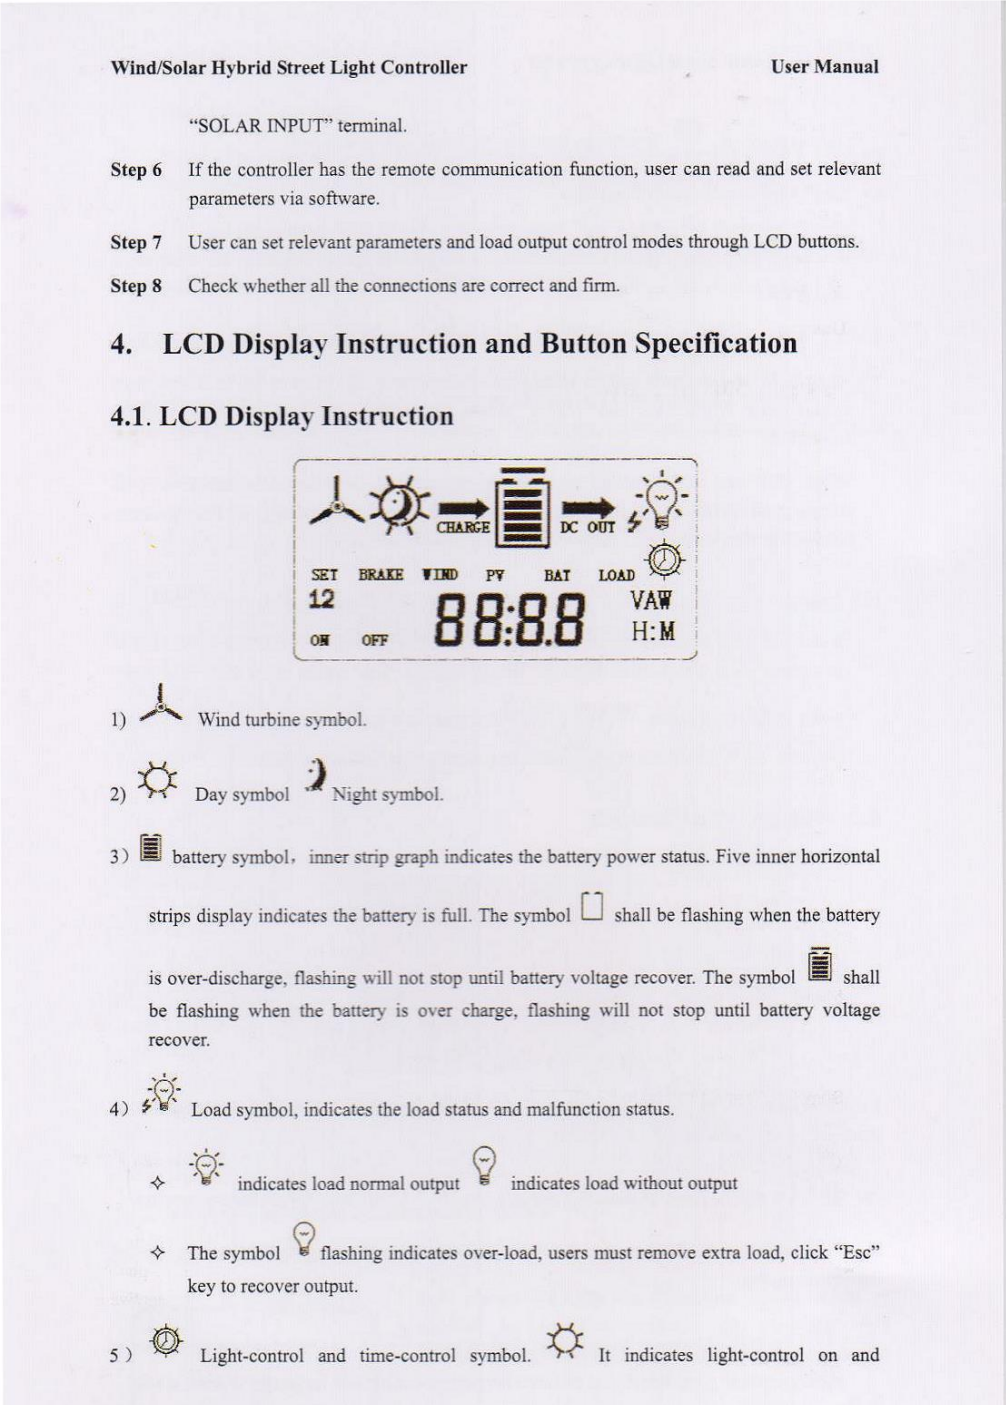 Wind/Solar Hybrid Street Light Controller User Manual
“SOLAR INPUT” terminal.
Step 6 If the controller has the remote communication function, user can read and set relevant
parameters via software.
Step 7 User can set relevant parameters and load output control modes through LCD buttons.
Step 8 Check whether all the connections are correct and firm.
4. LCD Display Instruction and Button Specification
4.1. LCD Display Instruction
CHARGE DC OUT
SET BRAKE WIND PV BAT LOAD
12 88:8.8 VAW
ON OFF H:M
1) Wind turbine symbol.
2) Day symbol Night symbol.
3) battery symbol, inner strip graph indicates the battery power status. Five inner horizontal
strips display indicates the battery is full. The symbol shall be flashing when the battery
is over-discharge, flashing will not stop until battery voltage recover. The symbol shall
be flashing when the battery is over charge, flashing will not stop until battery voltage
recover.
4) Load symbol, indicates the load status and malfunction status.
✧ indicates load normal output indicates load without output
✧ The symbol flashing indicates over-load, users must remove extra load, click “Esc”
key to recover output.
5) Light-control and time-control symbol. It indicates light-control on and